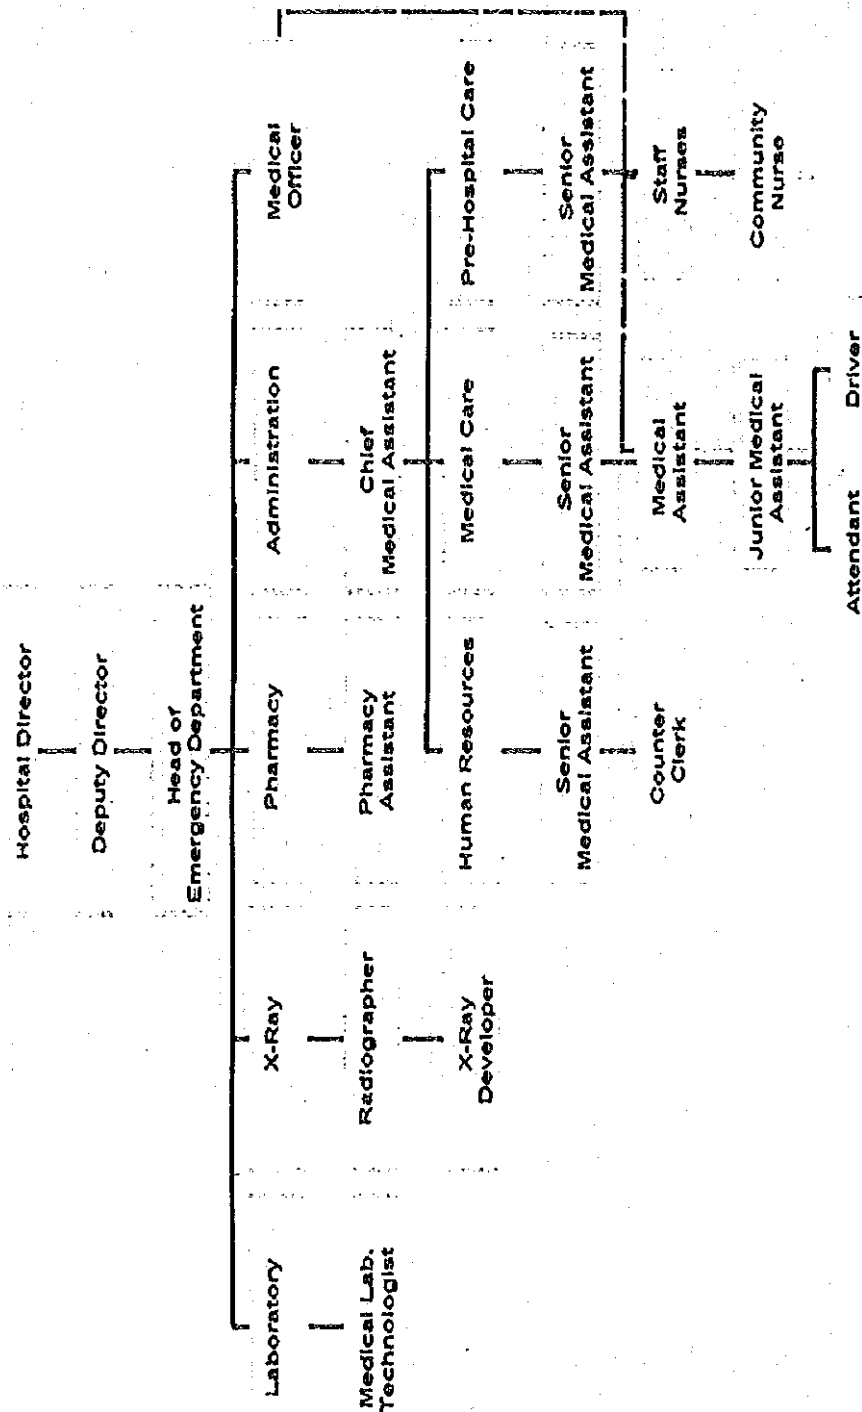 Hospital Director
Deputy Director
Head of
Emergency Department
Laboratory
X-Ray
Pharmacy
Administration
Medical
Officer
Medical Lab.
Technologist
Radiographer
Pharmacy
Assistant
Chief
Medical Assistant
X-Ray
Developer
Human Resources
Medical Care
Pre-Hospital Care
Senior
Medical Assistant
Senior
Medical Assistant
Senior
Medical Assistant
Counter
Clerk
Medical
Assistant
Staff
Nurses
Junior Medical
Assistant
Community
Nurse
Attendant
Driver